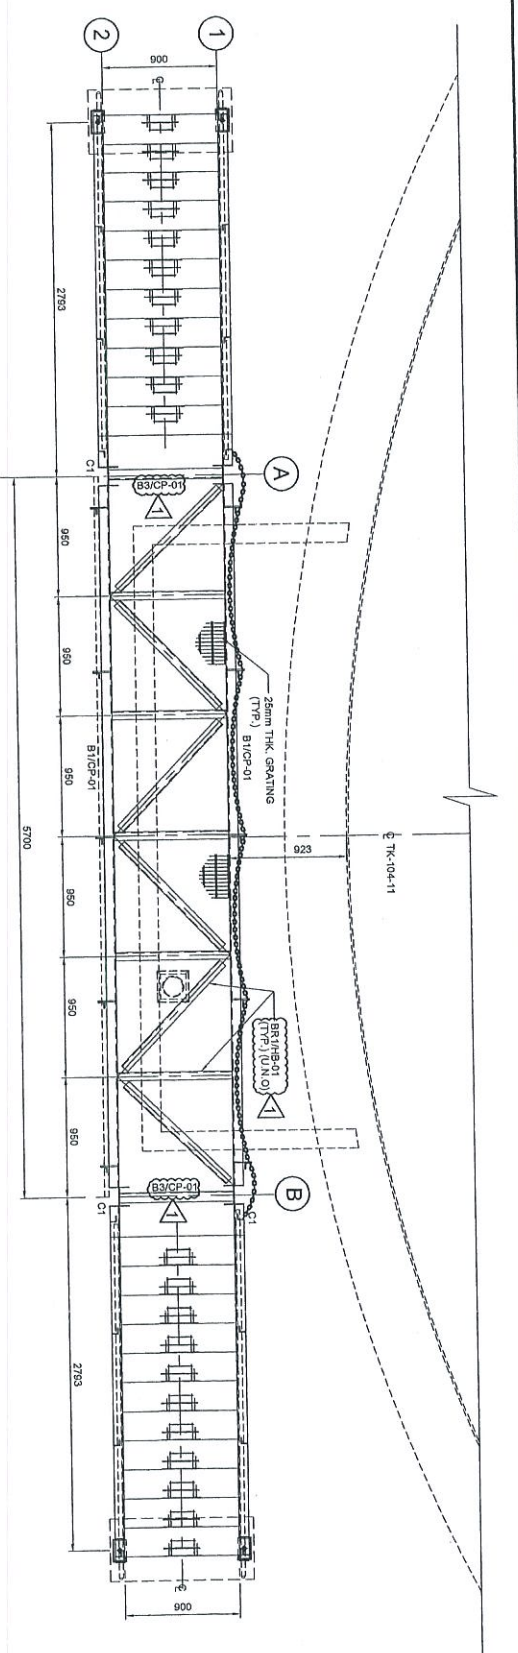 2
1
900
2793
C1
B3/CP-01
1
A
950
950
950
950
950
950
25mm THK. GRATING
(TYP.)
B1/CP-01
B1/CP-01
5700
923
TK-104-11
BR1/HB-01
(TYP.) (U.N.O)
1
B3/CP-01
1
B
C1
C1
2793
900